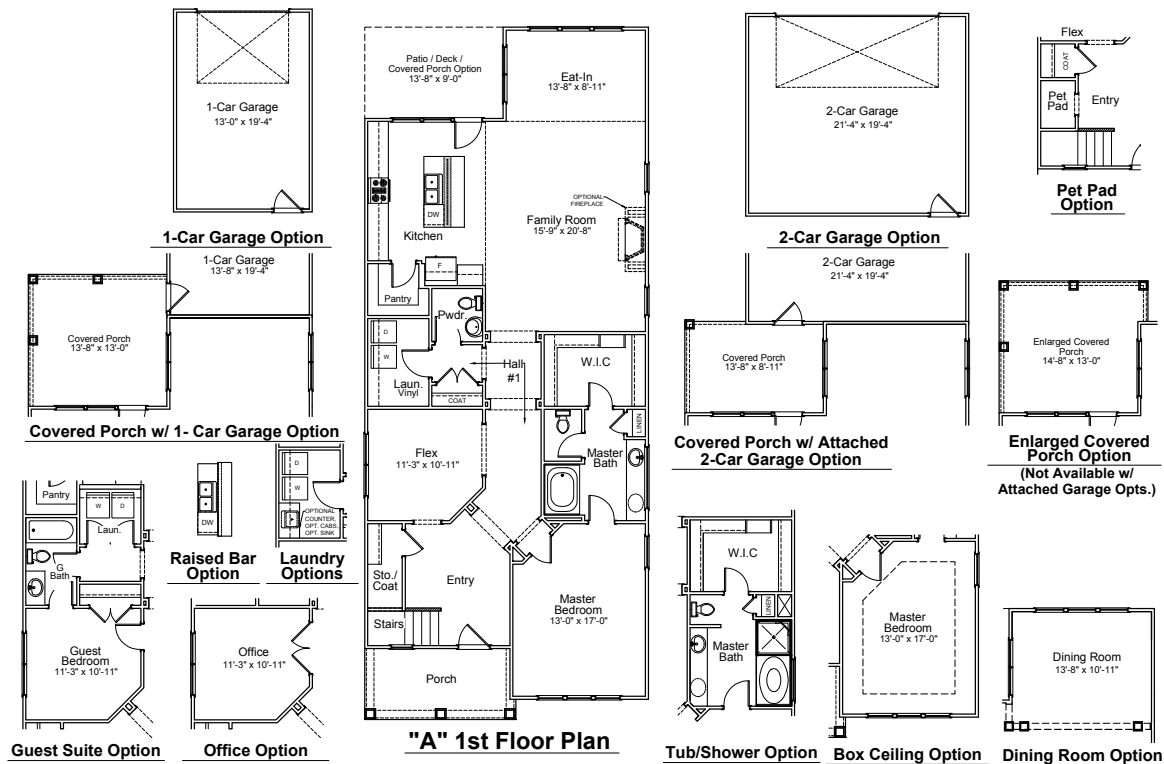 1-Car Garage
13'-0" x 19'-4"
1-Car Garage Option
1-Car Garage
13'-8" x 19'-4"
Covered Porch
13'-8" x 13'-0"
Covered Porch w/ 1- Car Garage Option
Pantry
W
D
Laun.
G
Bath
Guest
Bedroom
11'-3" x 10'-11"
Guest Suite Option
DW
Raised Bar
Option
D
W
OPTIONAL
COUNTER,
OPT. CABS,
OPT. SINK
Laundry
Options
Office
11'-3" x 10'-11"
Office Option
Patio / Deck /
Covered Porch Option
13'-8" x 9'-0"
Eat-In
13'-8" x 8'-11"
DW
Kitchen
OPTIONAL
FIREPLACE
Family Room
15'-9" x 20'-8"
F
Pantry
Pwdr.
D
W
Laun.
Vinyl
COAT
Hall
#1
W.I.C
LINEN
Flex
11'-3" x 10'-11"
Master
Bath
Sto./
Coat
Entry
Stairs
Master
Bedroom
13'-0" x 17'-0"
Porch
"A" 1st Floor Plan
2-Car Garage
21'-4" x 19'-4"
2-Car Garage Option
2-Car Garage
21'-4" x 19'-4"
Covered Porch
13'-8" x 8'-11"
Covered Porch w/ Attached
2-Car Garage Option
Flex
COAT
Pet
Pad
Entry
Pet Pad
Option
Enlarged Covered
Porch
14'-8" x 13'-0"
Enlarged Covered
Porch Option
(Not Available w/
Attached Garage Opts.)
W.I.C
LINEN
Master
Bath
Tub/Shower Option
Master
Bedroom
13'-0" x 17'-0"
Box Ceiling Option
Dining Room
13'-8" x 10'-11"
Dining Room Option